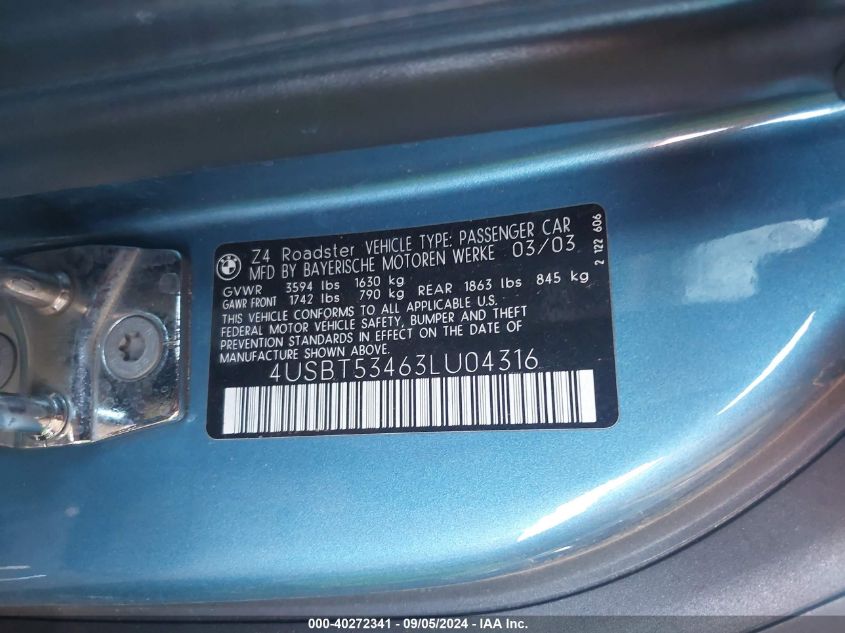 BMW
Z4 Roadster VEHICLE TYPE: PASSENGER CAR
MFD BY BAYERISCHE MOTOREN WERKE 03/03
GVWR 3594 lbs 1630 kg
GAWR FRONT 1742 lbs 790 kg REAR 1863 lbs 845 kg
THIS VEHICLE CONFORMS TO ALL APPLICABLE U.S.
FEDERAL MOTOR VEHICLE SAFETY, BUMPER AND THEFT
PREVENTION STANDARDS IN EFFECT ON THE DATE OF
MANUFACTURE SHOWN ABOVE.
4USBT53463LU04316
2 122 606
000-40272341 - 09/05/2024 - © IAA, Inc.